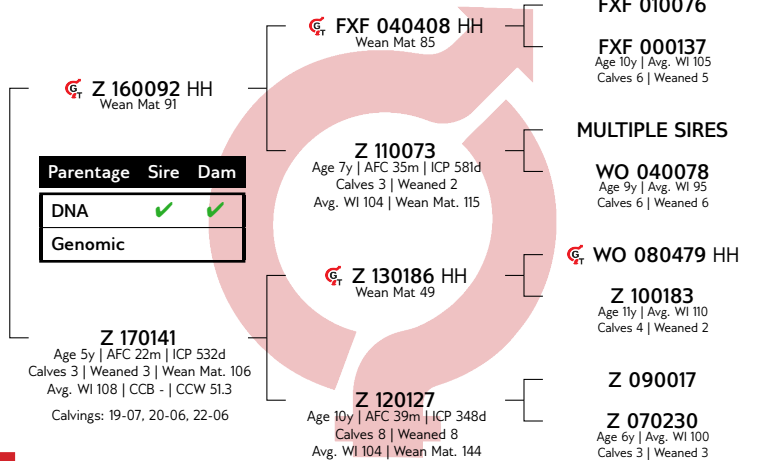 FXF 010076
FXF 040408 HH
Wean Mat 85
FXF 000137
Age 10y | Avg. WI 105
Calves 6 | Weaned 5
GT Z 160092 HH
Wean Mat 91
MULTIPLE SIRES
Z 110073
Age 7y | AFC 35m | ICP 581d
Calves 3 | Weaned 2
Avg. WI 104 | Wean Mat. 115
WO 040078
Age 9y | Avg. WI 95
Calves 6 | Weaned 6
Parentage Sire Dam
DNA ✔ ✔
Genomic
GT WO 080479 HH
GT Z 130186 HH
Wean Mat 49
Z 100183
Age 11y | Avg. WI 110
Calves 4 | Weaned 2
Z 170141
Age 5y | AFC 22m | ICP 532d
Calves 3 | Weaned 3 | Wean Mat. 106
Avg. WI 108 | CCB - | CCW 51.3
Calvings: 19-07, 20-06, 22-06
Z 090017
Z 120127
Age 10y | AFC 39m | ICP 348d
Calves 8 | Weaned 8
Avg. WI 104 | Wean Mat. 144
Z 070230
Age 6y | Avg. WI 100
Calves 3 | Weaned 3